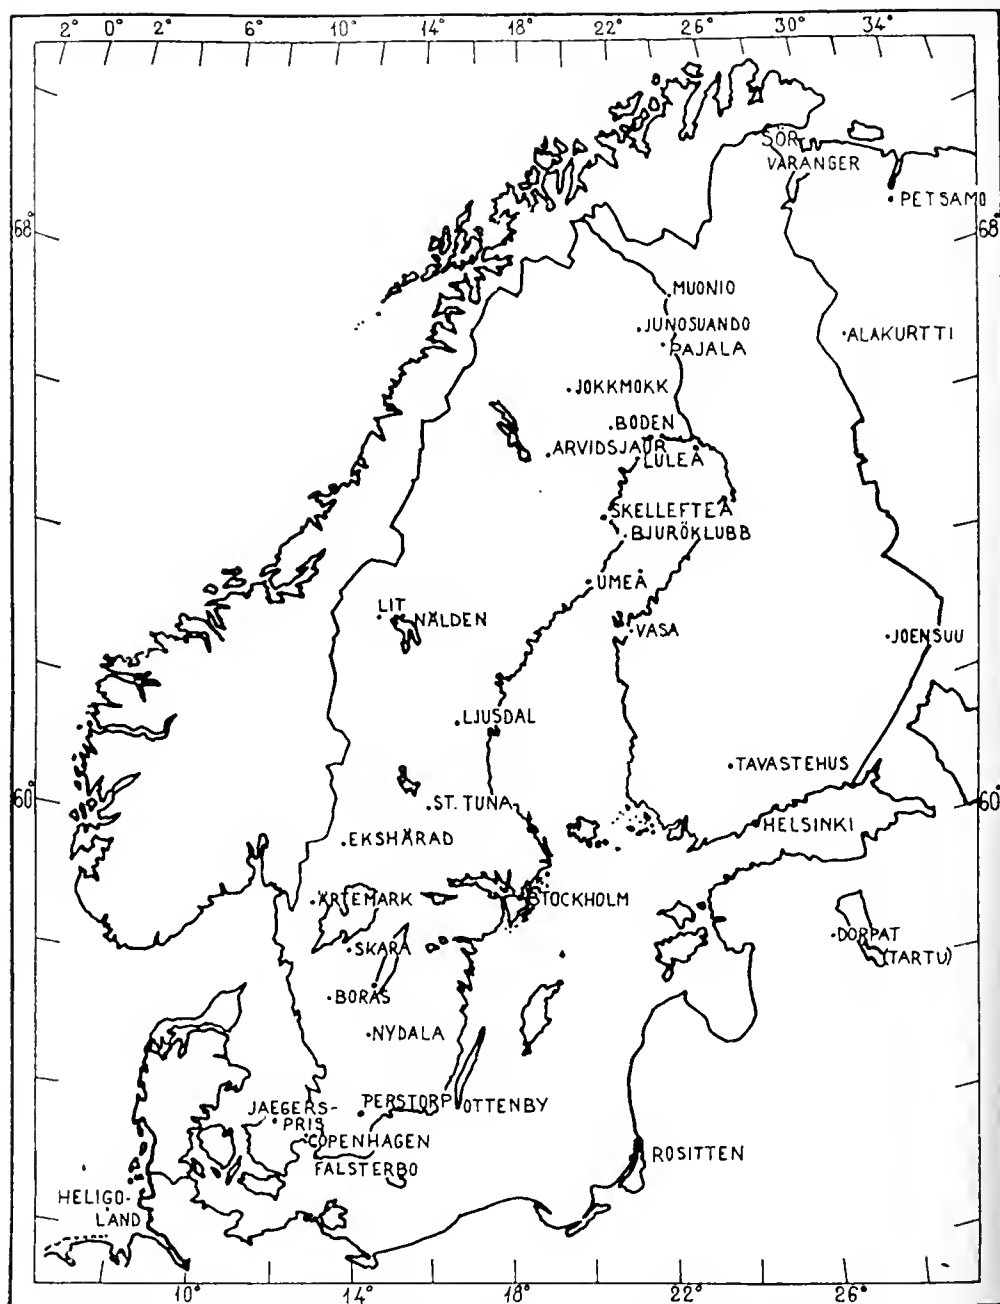 2° 0° 2° 6° 10° 14° 18° 22° 26° 30° 34°
SÖR-
VARANGER
PETSAMO
68° 68°
MUONIO
JUNOSUANDO
PAJALA
ALAKURTTI
JOKKMOKK
BODEN
ARVIDSJAUR
LULEÅ
SKELLEFTEÅ
BJURÖKLUBB
UMEÅ
LIT
NÄLDEN
VASA
JOENSUU
LJUSDAL
TAVASTEHUS
60° 60°
ST. TUNA
HELSINKI
EKSHÄRAD
ÄRTEMARK
STOCKHOLM
DORPAT
(TARTU)
SKARA
BORÅS
NYDALA
PERSTORP
OTTENBY
JAEGERS-
PRIS
COPENHAGEN
FALSTERBO
ROSITTEN
HELIGO-
LAND
10° 14° 18° 22° 26°